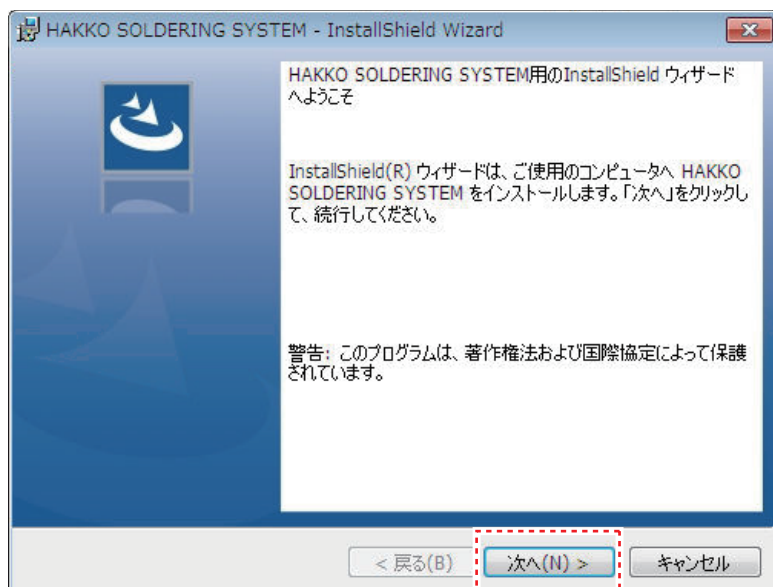 HAKKO SOLDERING SYSTEM - InstallShield Wizard
HAKKO SOLDERING SYSTEM用のInstallShield ウィザード
へようこそ
InstallShield(R) ウィザードは、ご使用のコンピュータへ HAKKO
SOLDERING SYSTEM をインストールします。「次へ」をクリックし
て、続行してください。
警告: このプログラムは、著作権法および国際協定によって保護
されています。
< 戻る(B) 次へ(N) > キャンセル